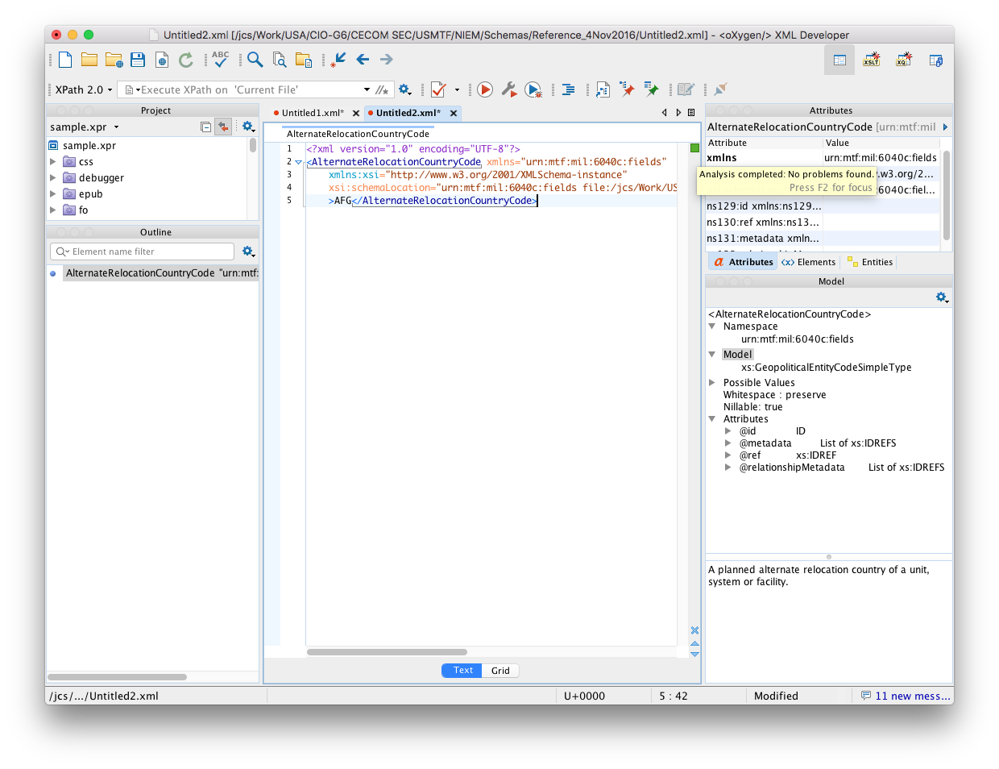 Untitled2.xml [/jcs/Work/USA/CIO-G6/CECOM SEC/USMTF/NIEM/Schemas/Reference_4Nov2016/Untitled2.xml] - <oXygen/> XML Developer
ABC
XSLT
XQ
XPath 2.0
Execute XPath on 'Current File'
Project
sample.xpr
sample.xpr
css
debugger
epub
fo
Outline
Element name filter
AlternateRelocationCountryCode "urn:mtf:
Untitled1.xml*
Untitled2.xml*
AlternateRelocationCountryCode
1 <?xml version="1.0" encoding="UTF-8"?>
2 <AlternateRelocationCountryCode xmlns="urn:mtf:mil:6040c:fields"
3 xmlns:xsi="http://www.w3.org/2001/XMLSchema-instance"
4 xsi:schemaLocation="urn:mtf:mil:6040c:fields file:/jcs/Work/US
5 >AFG</AlternateRelocationCountryCode>
Text Grid
Attributes
AlternateRelocationCountryCode [urn:mtf:mil
Attribute Value
xmlns urn:mtf:mil:6040c:fields
Analysis completed: No problems found.
Press F2 for focus
.w3.org/2...
:6040c:fiel...
ns129:id xmlns:ns129...
ns130:ref xmlns:ns13...
ns131:metadata xmln...
Attributes Elements Entities
Model
<AlternateRelocationCountryCode>
Namespace
urn:mtf:mil:6040c:fields
Model
xs:GeopoliticalEntityCodeSimpleType
Possible Values
Whitespace : preserve
Nillable: true
Attributes
@id ID
@metadata List of xs:IDREFS
@ref xs:IDREF
@relationshipMetadata List of xs:IDREFS
A planned alternate relocation country of a unit,
system or facility.
/jcs/.../Untitled2.xml
U+0000
5 : 42
Modified
11 new mess...